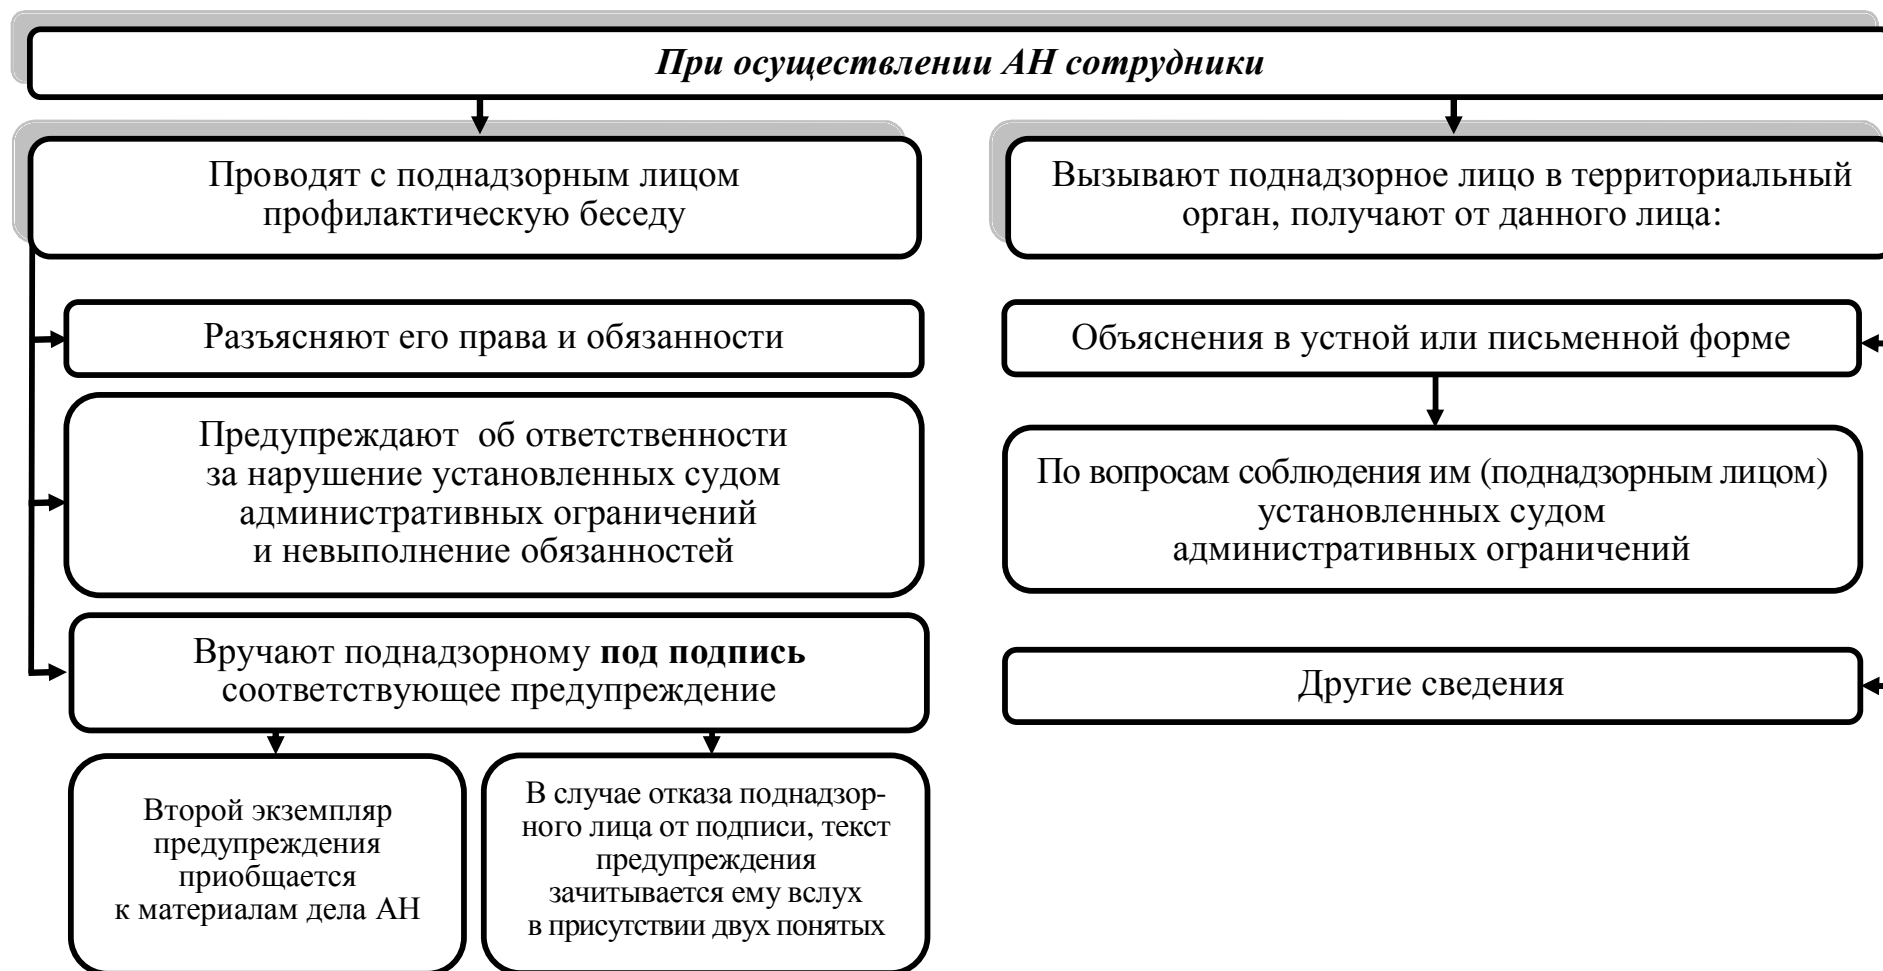 При осуществлении АН сотрудники
Проводят с поднадзорным лицом
профилактическую беседу
Разъясняют его права и обязанности
Предупреждают об ответственности
за нарушение установленных судом
административных ограничений
и невыполнение обязанностей
Вручают поднадзорному под подпись
соответствующее предупреждение
Второй экземпляр
предупреждения
приобщается
к материалам дела АН
В случае отказа поднадзор-
ного лица от подписи, текст
предупреждения
зачитывается ему вслух
в присутствии двух понятых
Вызывают поднадзорное лицо в территориальный
орган, получают от данного лица:
Объяснения в устной или письменной форме
По вопросам соблюдения им (поднадзорным лицом)
установленных судом
административных ограничений
Другие сведения